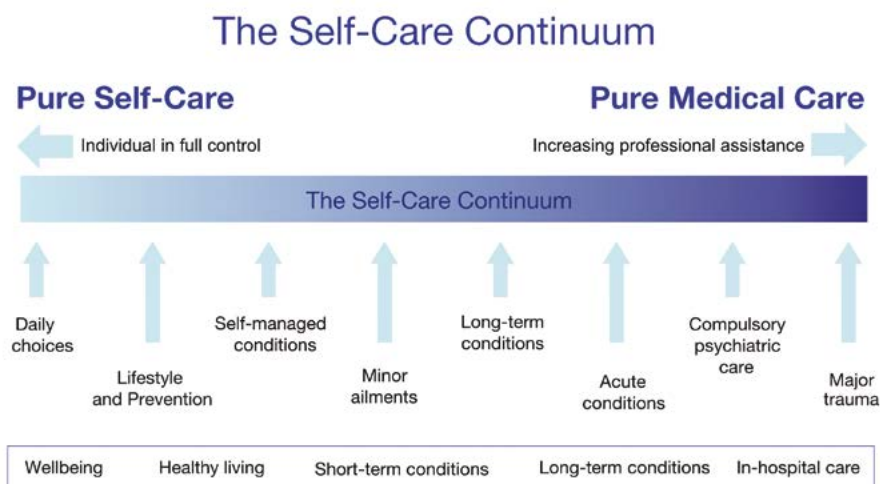 The Self-Care Continuum
Pure Self-Care
Pure Medical Care
Individual in full control
Increasing professional assistance
The Self-Care Continuum
Daily
choices
Lifestyle
and Prevention
Self-managed
conditions
Minor
ailments
Long-term
conditions
Acute
conditions
Compulsory
psychiatric
care
Major
trauma
Wellbeing
Healthy living
Short-term conditions
Long-term conditions
In-hospital care